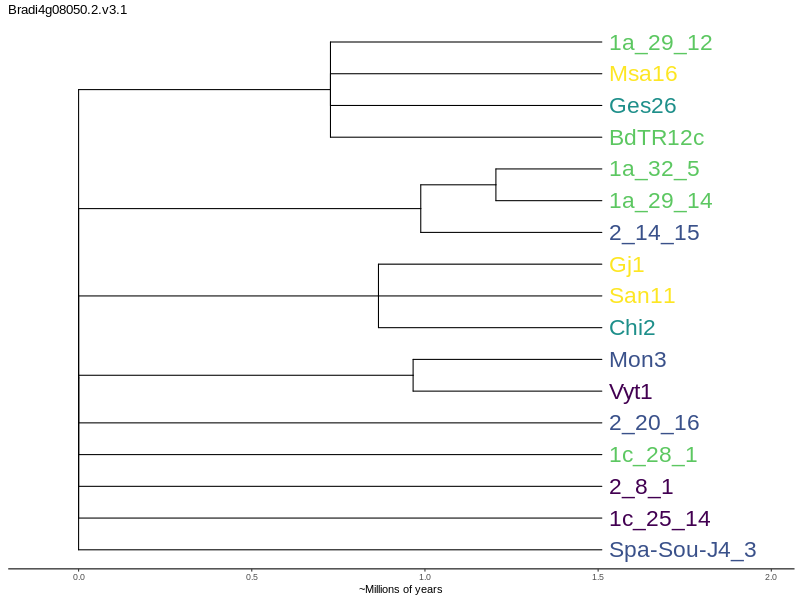 Bradi4g08050.2.v3.1
1a_29_12
Msa16
Ges26
BdTR12c
1a_32_5
1a_29_14
2_14_15
Gj1
San11
Chi2
Mon3
Vyt1
2_20_16
1c_28_1
2_8_1
1c_25_14
Spa-Sou-J4_3
0.0 0.5 1.0 1.5 2.0
~Millions of years